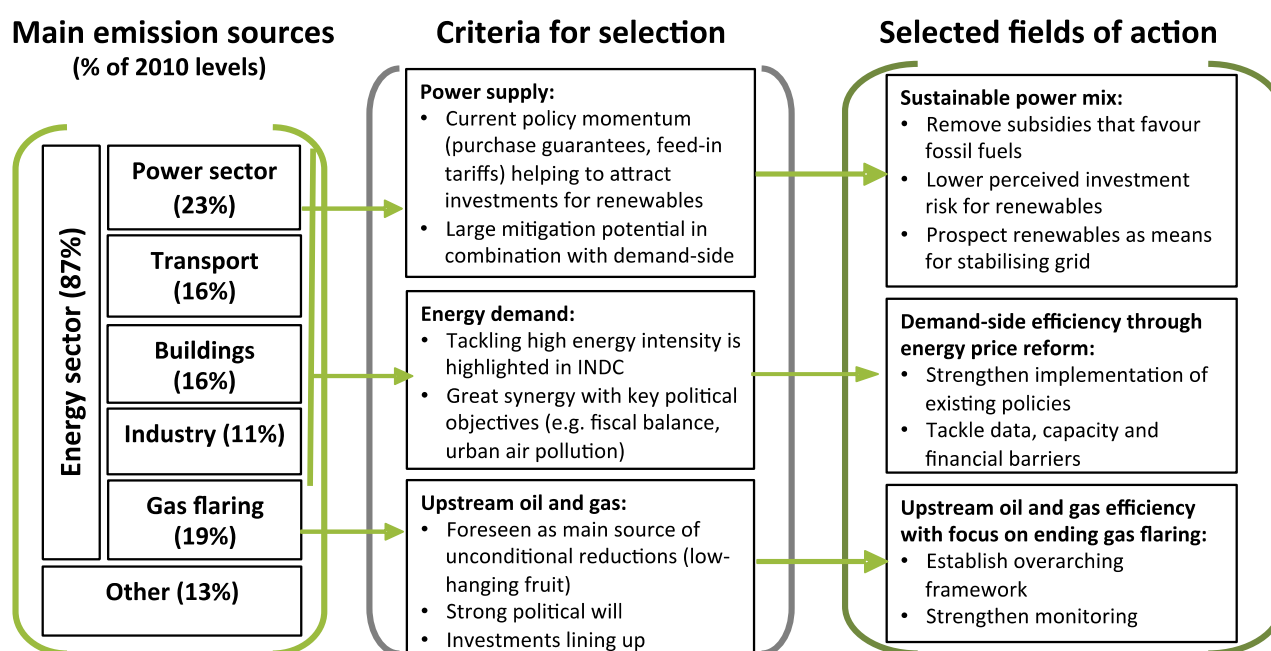 Main emission sources
(% of 2010 levels)
Energy sector (87%)
Power sector
(23%)
Transport
(16%)
Buildings
(16%)
Industry (11%)
Gas flaring
(19%)
Other (13%)
Criteria for selection
Power supply:
• Current policy momentum
(purchase guarantees, feed-in
tariffs) helping to attract
investments for renewables
• Large mitigation potential in
combination with demand-side
Energy demand:
• Tackling high energy intensity is
highlighted in INDC
• Great synergy with key political
objectives (e.g. fiscal balance,
urban air pollution)
Upstream oil and gas:
• Foreseen as main source of
unconditional reductions (low-
hanging fruit)
• Strong political will
• Investments lining up
Selected fields of action
Sustainable power mix:
• Remove subsidies that favour
fossil fuels
• Lower perceived investment
risk for renewables
• Prospect renewables as means
for stabilising grid
Demand-side efficiency through
energy price reform:
• Strengthen implementation of
existing policies
• Tackle data, capacity and
financial barriers
Upstream oil and gas efficiency
with focus on ending gas flaring:
• Establish overarching
framework
• Strengthen monitoring